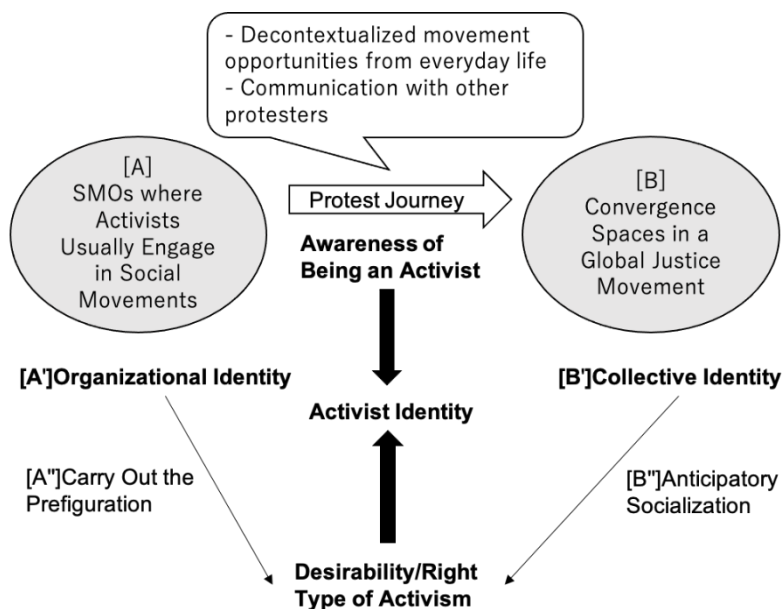 - Decontextualized movement
opportunities from everyday life
- Communication with other
protesters
[A]
SMOs where
Activists
Usually Engage
in Social
Movements
Protest Journey
[B]
Convergence
Spaces in a
Global Justice
Movement
Awareness of
Being an Activist
[A']Organizational Identity
[B']Collective Identity
Activist Identity
[A"]Carry Out the
Prefiguration
[B"]Anticipatory
Socialization
Desirability/Right
Type of Activism